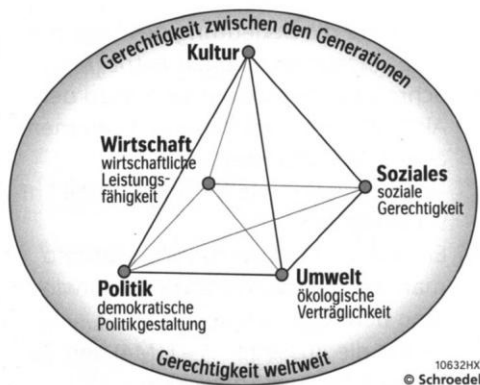 Gerechtigkeit zwischen den Generationen
Kultur
Wirtschaft
wirtschaftliche
Leistungs-
fähigkeit
Soziales
soziale
Gerechtigkeit
Politik
demokratische
Politikgestaltung
Umwelt
ökologische
Verträglichkeit
Gerechtigkeit weltweit
10632HX
© Schroedel